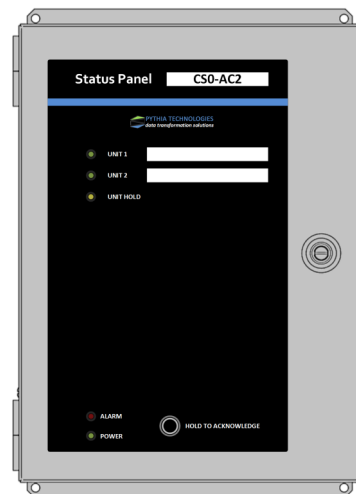 Status Panel CS0-AC2
PYTHIA TECHNOLOGIES
data transformation solutions
UNIT 1
UNIT 2
UNIT HOLD
ALARM
HOLD TO ACKNOWLEDGE
POWER